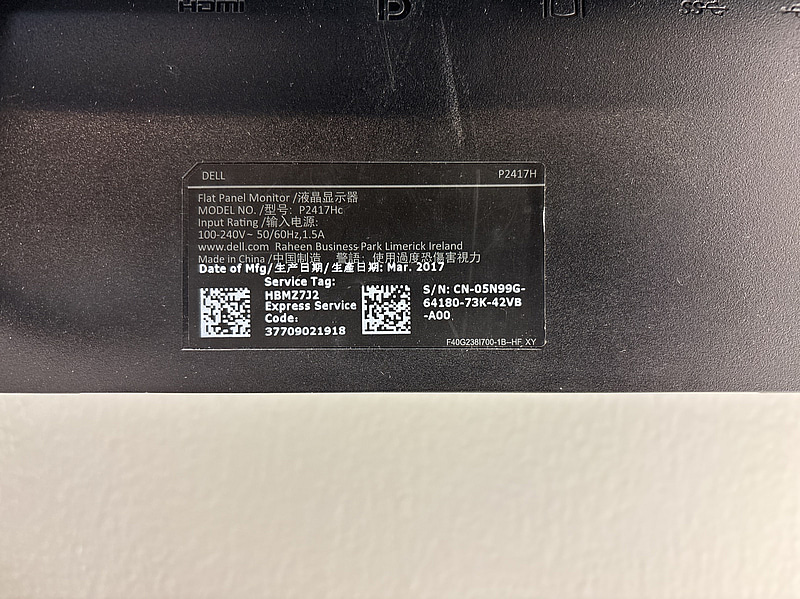 HDMI
DELL
P2417H
Flat Panel Monitor /液晶显示器
MODEL NO. /型号: P2417Hc
Input Rating /输入电源:
100-240V~ 50/60Hz,1.5A
www.dell.com Raheen Business Park Limerick Ireland
Made in China /中国制造 警語: 使用過度恐傷害視力
Date of Mfg/生产日期/生產日期: Mar. 2017
Service Tag:
HBMZ7J2
Express Service
Code:
37709021918
S/N: CN-05N99G-
64180-73K-42VB
-A00
F40G238I700-1B--HF_XY